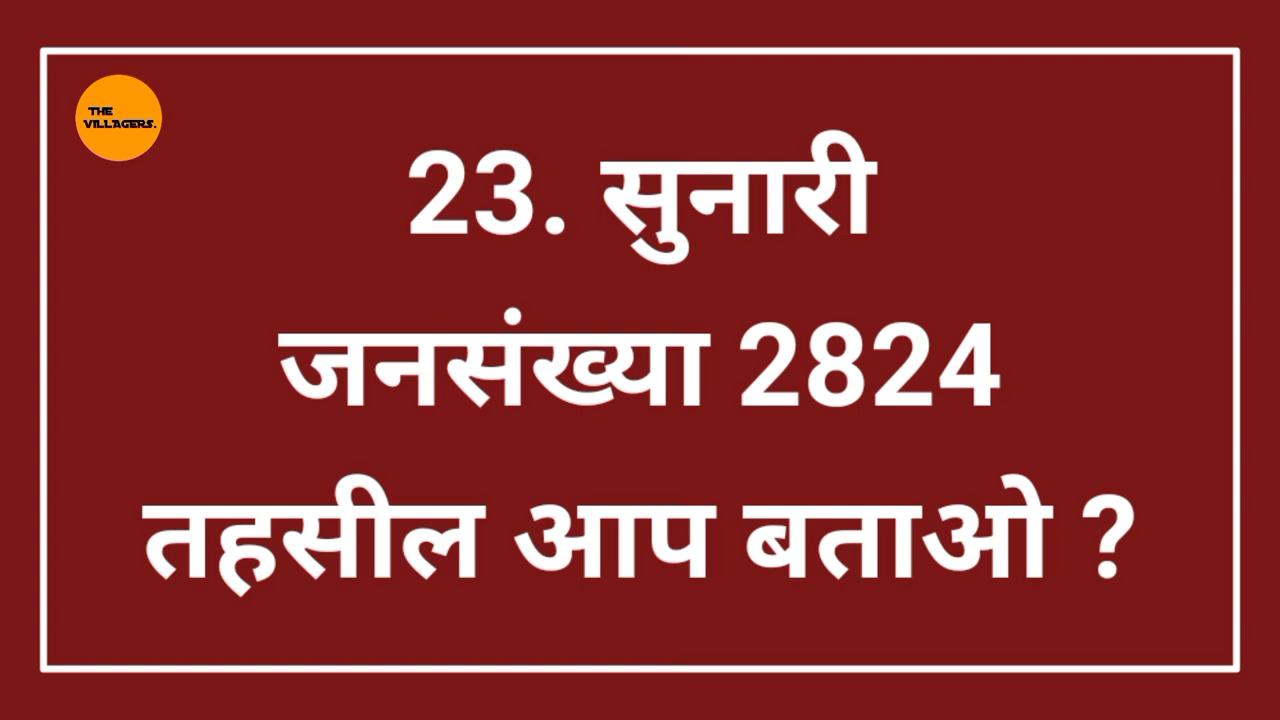 THE
VILLAGERS.
23. सुनारी
जनसंख्या 2824
तहसील आप बताओ ?